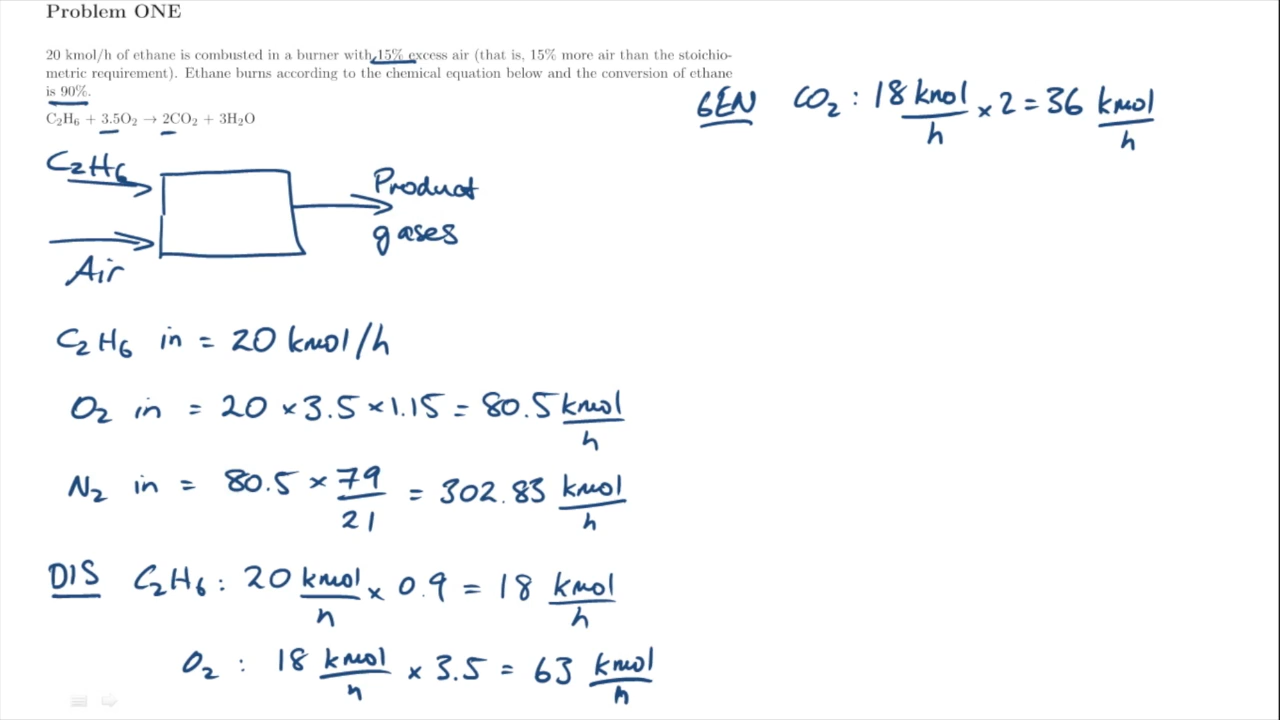 Problem ONE
20 kmol/h of ethane is combusted in a burner with 15% excess air (that is, 15% more air than the stoichio-
metric requirement). Ethane burns according to the chemical equation below and the conversion of ethane
is 90%.
C₂H₆ + 3.5O₂ → 2CO₂ + 3H₂O
C₂H₆
Product
gases
Air
C₂H₆ in = 20 kmol/h
O₂ in = 20 × 3.5 × 1.15 = 80.5 kmol/h
N₂ in = 80.5 × 79/21 = 302.83 kmol/h
DIS C₂H₆ : 20 kmol/h × 0.9 = 18 kmol/h
O₂ : 18 kmol/h × 3.5 = 63 kmol/h
GEN CO₂ : 18 kmol/h × 2 = 36 kmol/h